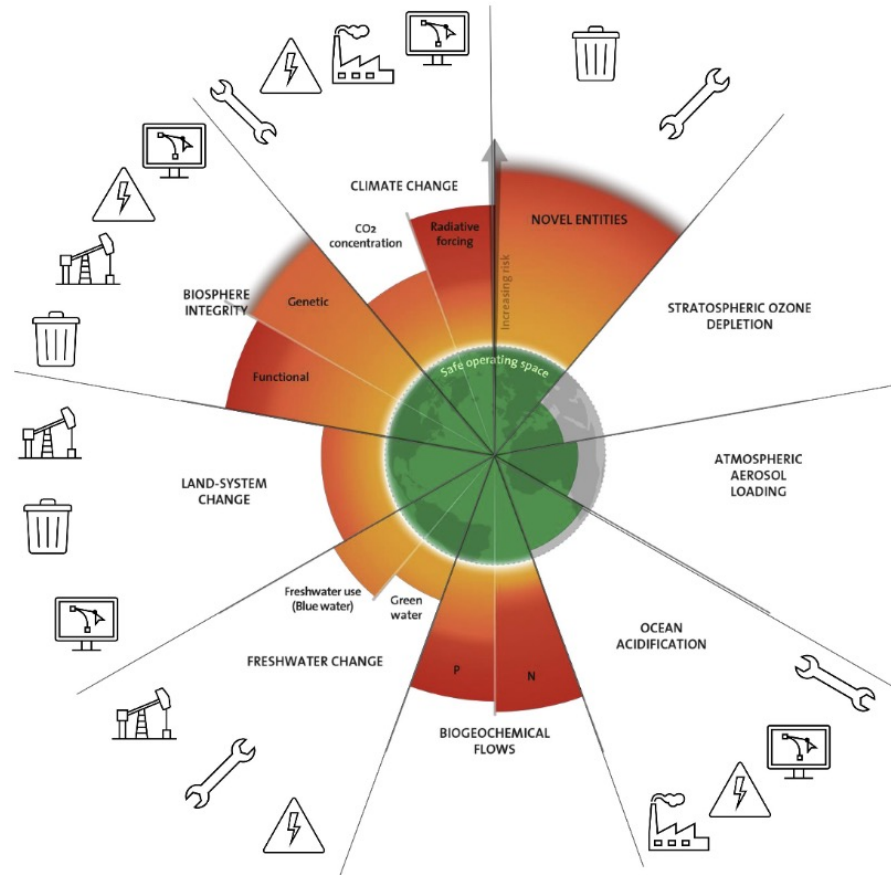 CLIMATE CHANGE
CO2
concentration
Radiative
forcing
NOVEL ENTITIES
Increasing risk
BIOSPHERE
INTEGRITY
Genetic
Functional
STRATOSPHERIC OZONE
DEPLETION
Safe operating space
LAND-SYSTEM
CHANGE
ATMOSPHERIC
AEROSOL
LOADING
Freshwater use
(Blue water)
Green
water
FRESHWATER CHANGE
OCEAN
ACIDIFICATION
P
N
BIOGEOCHEMICAL
FLOWS